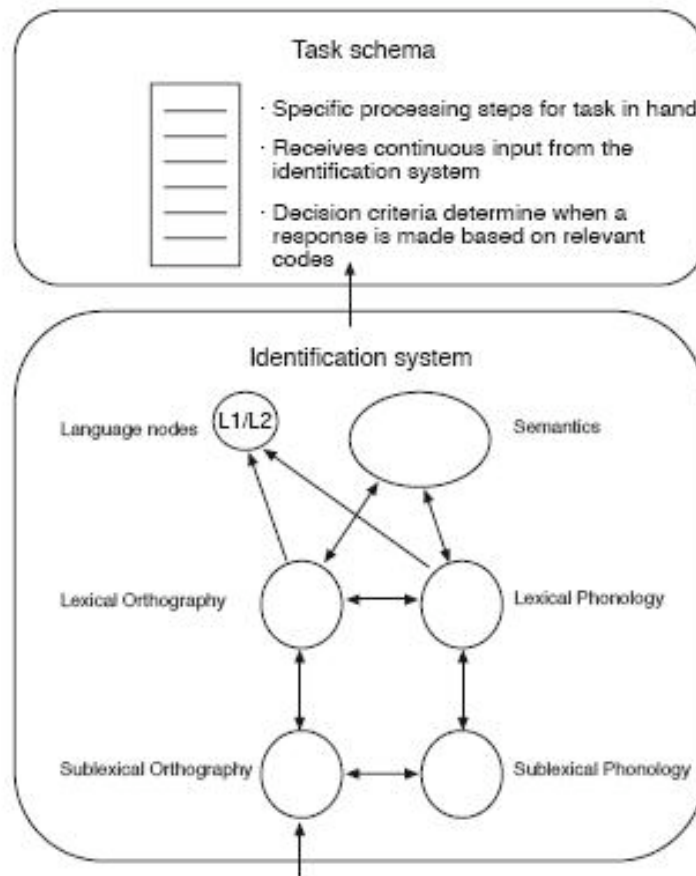 Task schema
· Specific processing steps for task in hand
· Receives continuous input from the
identification system
· Decision criteria determine when a
response is made based on relevant
codes
Identification system
Language nodes
L1/L2
Semantics
Lexical Orthography
Lexical Phonology
Sublexical Orthography
Sublexical Phonology